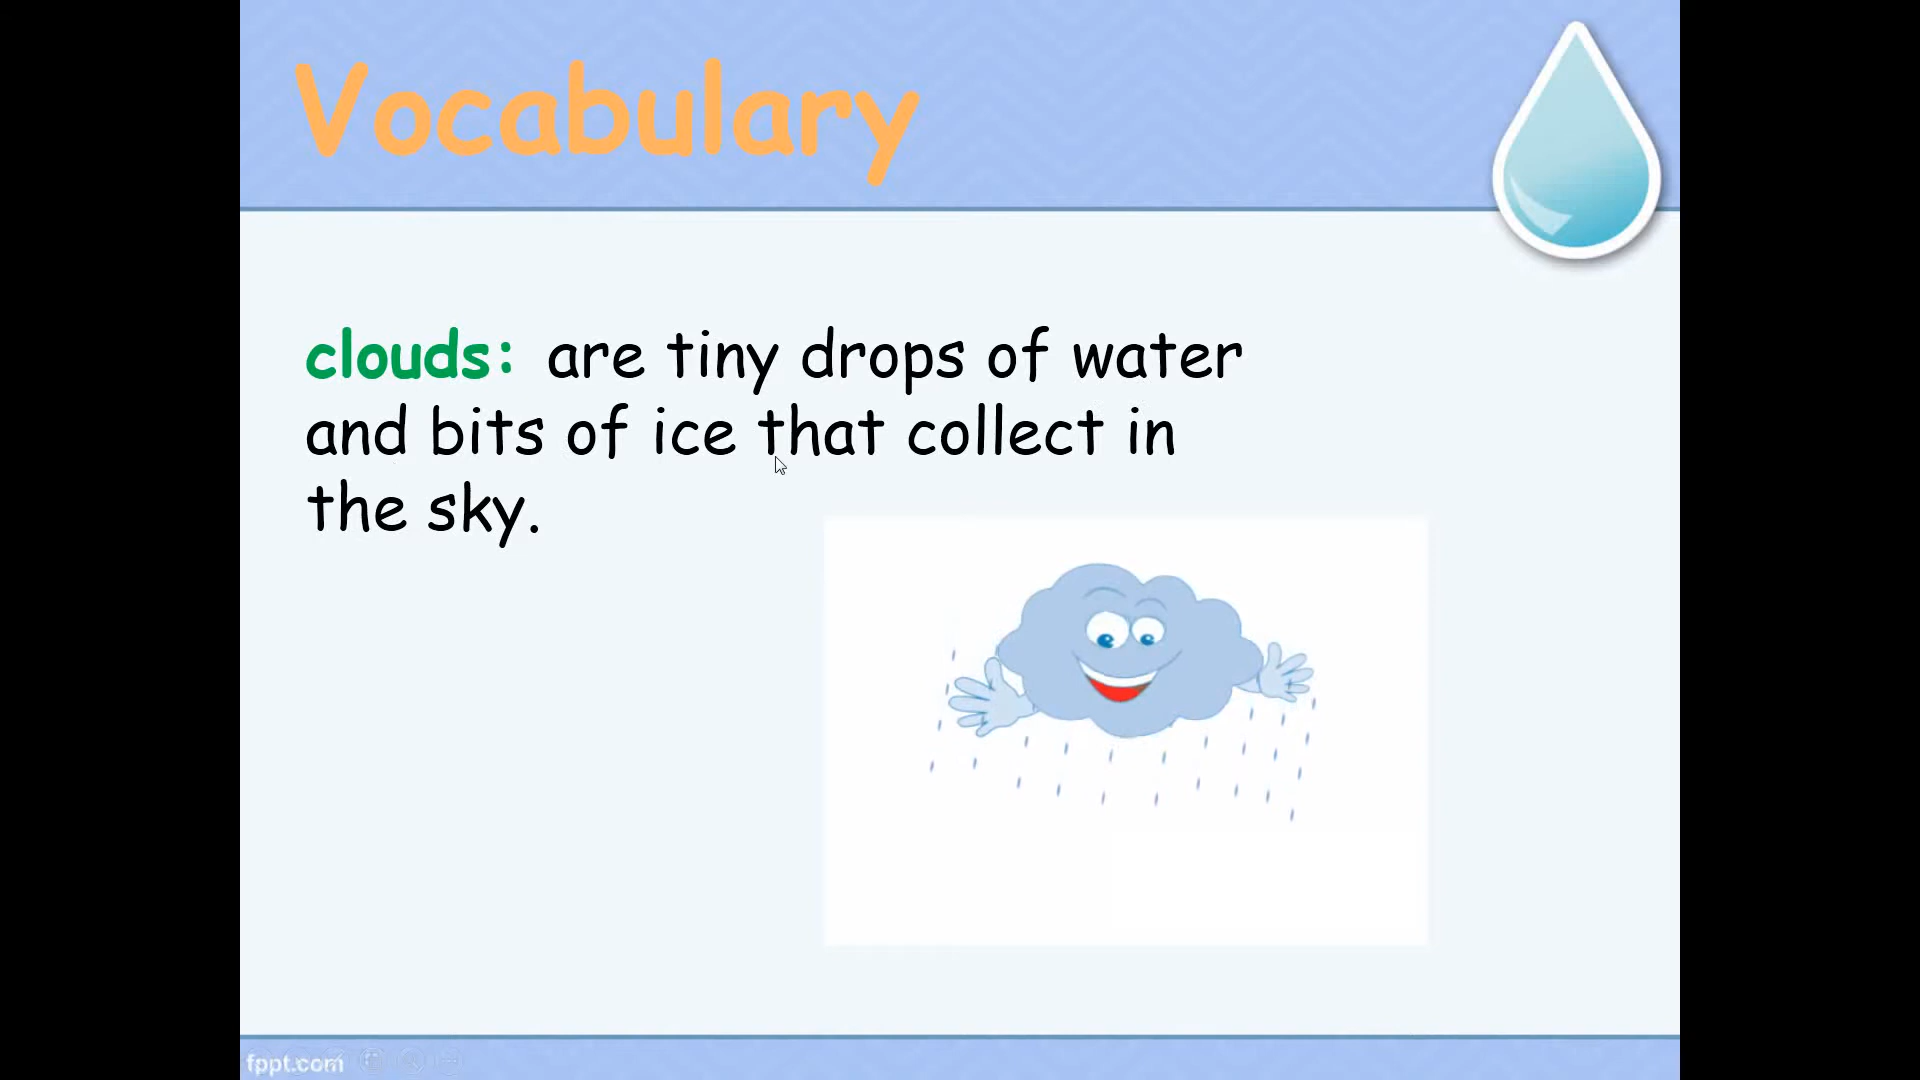 Vocabulary
clouds: are tiny drops of water
and bits of ice that collect in
the sky.
fppt.com